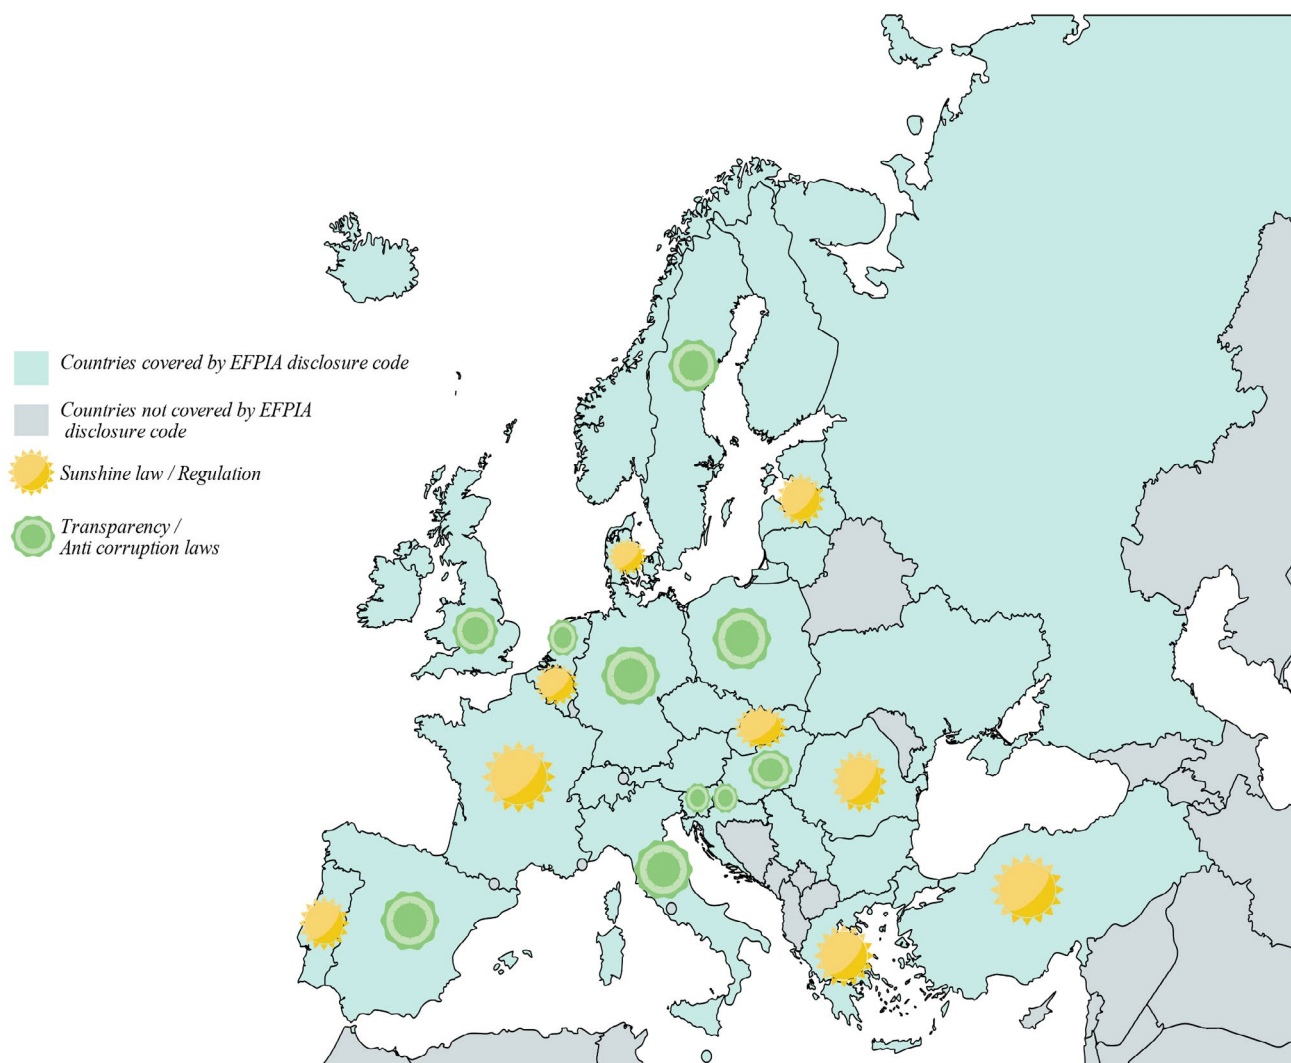 Countries covered by EFPIA disclosure code
Countries not covered by EFPIA
disclosure code
Sunshine law / Regulation
Transparency /
Anti corruption laws